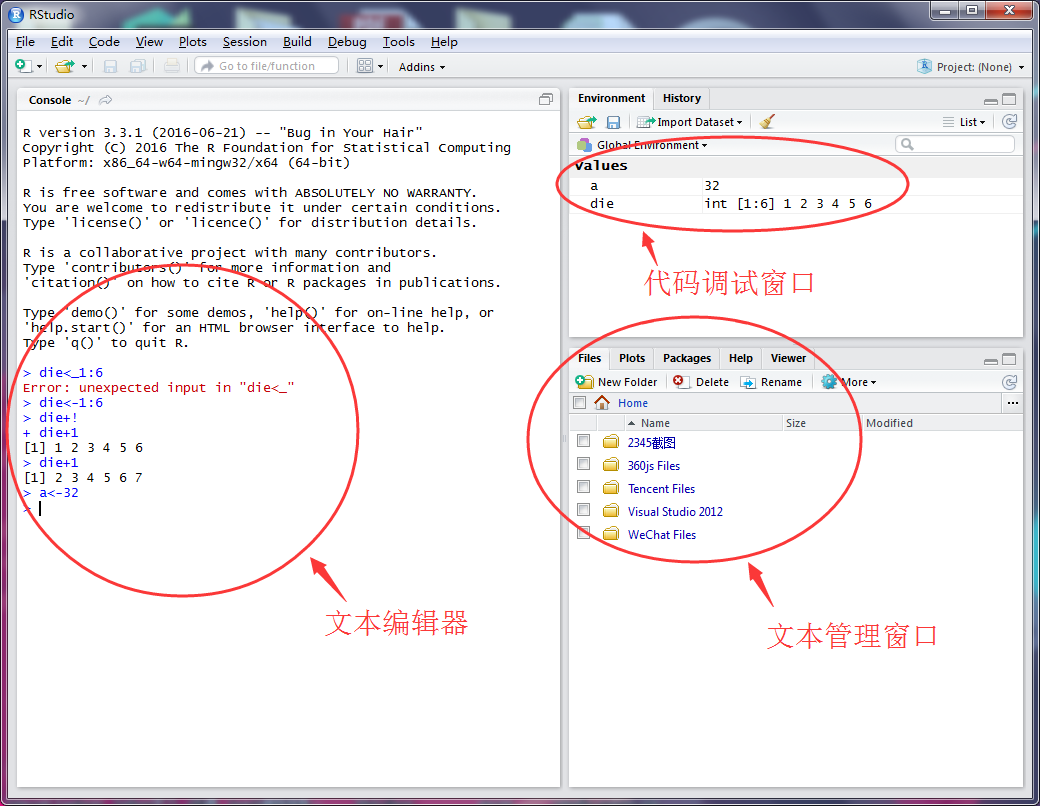 RStudio
File Edit Code View Plots Session Build Debug Tools Help
Go to file/function Addins Project: (None)
Console ~/
R version 3.3.1 (2016-06-21) -- "Bug in Your Hair"
Copyright (C) 2016 The R Foundation for Statistical Computing
Platform: x86_64-w64-mingw32/x64 (64-bit)
R is free software and comes with ABSOLUTELY NO WARRANTY.
You are welcome to redistribute it under certain conditions.
Type 'license()' or 'licence()' for distribution details.
R is a collaborative project with many contributors.
Type 'contributors()' for more information and
'citation()' on how to cite R or R packages in publications.
Type 'demo()' for some demos, 'help()' for on-line help, or
'help.start()' for an HTML browser interface to help.
Type 'q()' to quit R.
> die<_1:6
Error: unexpected input in "die<_"
> die<-1:6
> die+!
+ die+1
[1] 1 2 3 4 5 6
> die+1
[1] 2 3 4 5 6 7
> a<-32
>
文本编辑器
Environment History
Import Dataset List
Global Environment
Values
a 32
die int [1:6] 1 2 3 4 5 6
代码调试窗口
Files Plots Packages Help Viewer
New Folder Delete Rename More
Home ...
Name Size Modified
2345截图
360js Files
Tencent Files
Visual Studio 2012
WeChat Files
文本管理窗口